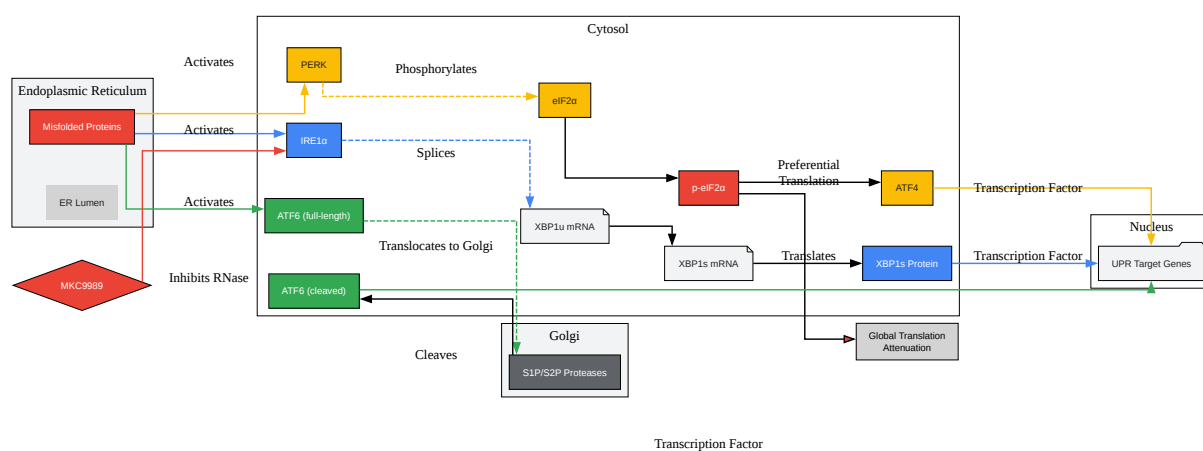 Cytosol
Activates
PERK
Phosphorylates
Endoplasmic Reticulum
eIF2α
Misfolded Proteins
Activates
IRE1α
Splices
Preferential
Translation
p-eIF2α
ATF4
Transcription Factor
ER Lumen
Activates
ATF6 (full-length)
XBP1u mRNA
Nucleus
Translocates to Golgi
XBP1s mRNA
Translates
XBP1s Protein
Transcription Factor
UPR Target Genes
MKC9989
Inhibits RNase
ATF6 (cleaved)
Golgi
Global Translation
Attenuation
Cleaves
S1P/S2P Proteases
Transcription Factor